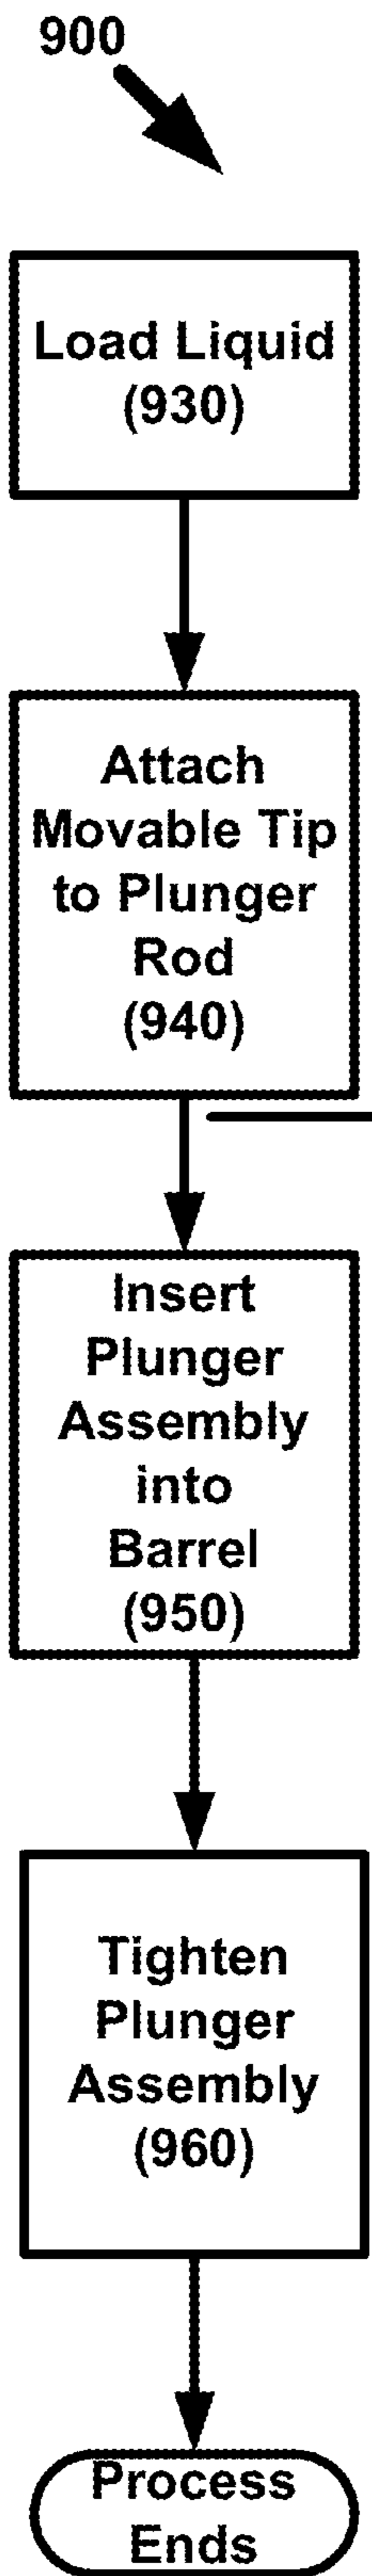 900
Load Liquid
(930)
Attach
Movable Tip
to Plunger
Rod
(940)
Insert
Plunger
Assembly
into
Barrel
(950)
Tighten
Plunger
Assembly
(960)
Process
Ends